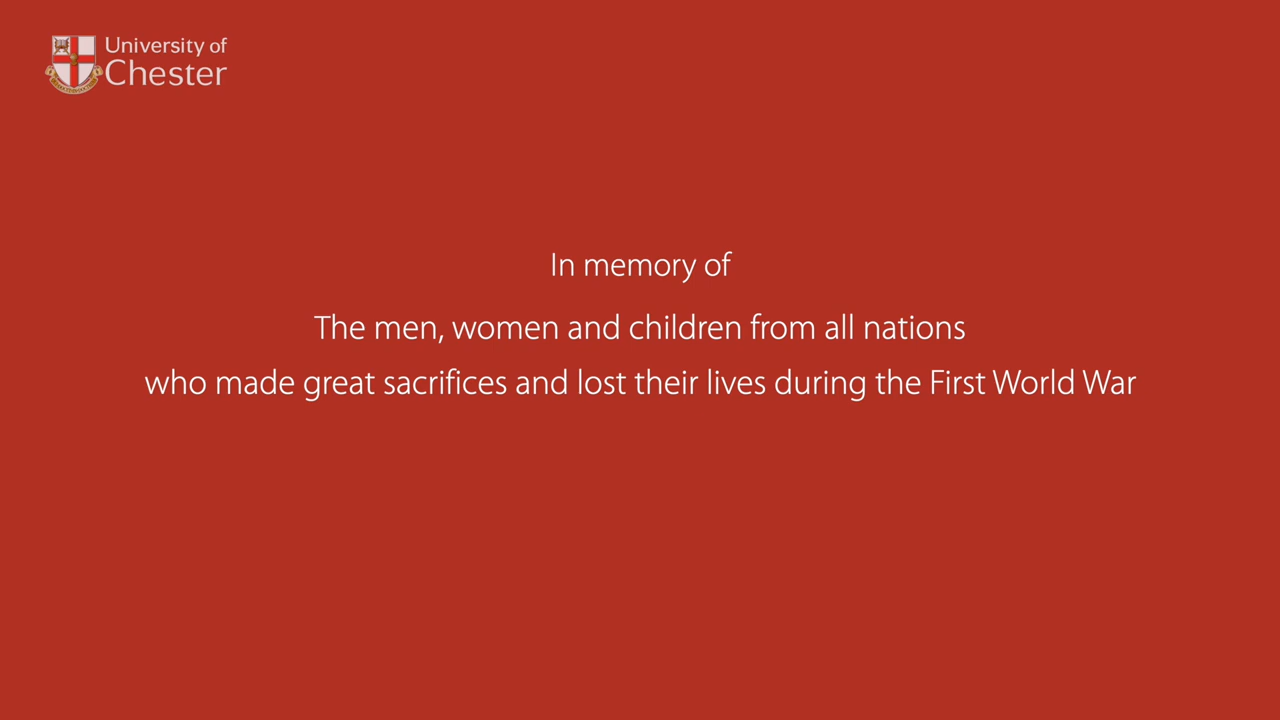 University of
Chester
In memory of
The men, women and children from all nations
who made great sacrifices and lost their lives during the First World War